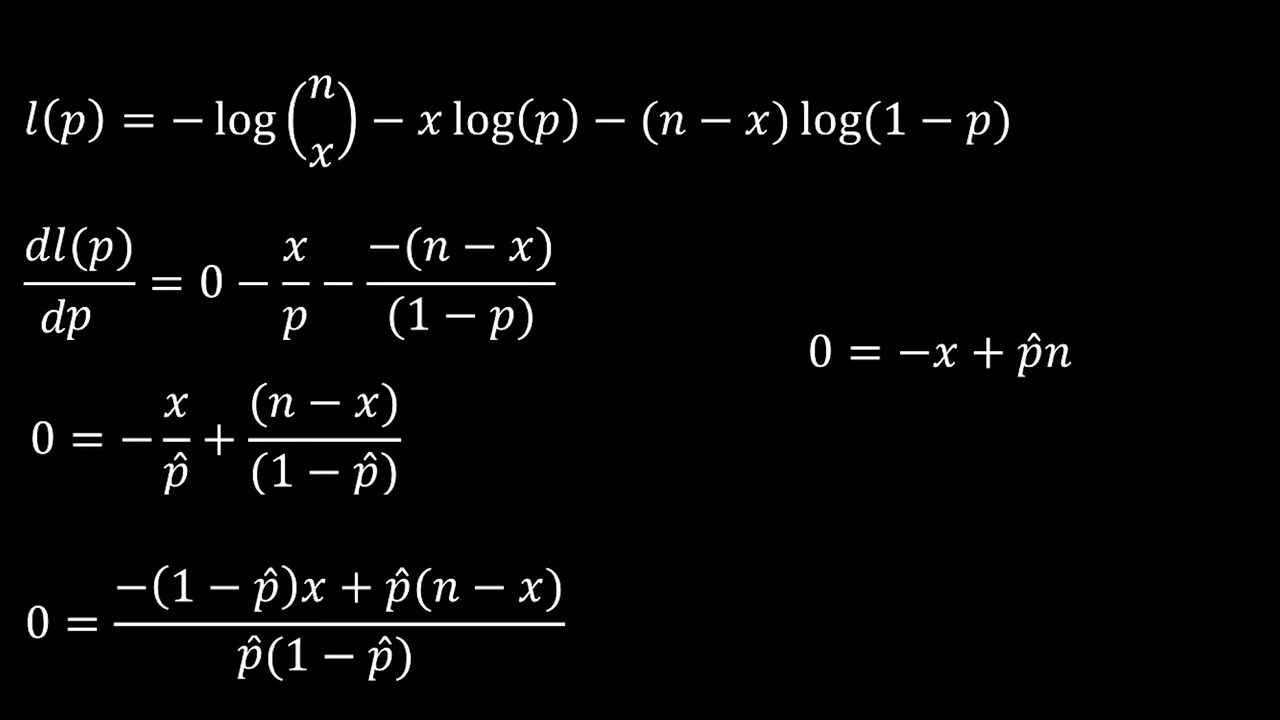 l(p) = −log(n x) − x log(p) − (n − x) log(1 − p)
dl(p)/dp = 0 − x/p − −(n − x)/(1 − p)
0 = −x/p̂ + (n − x)/(1 − p̂)
0 = −(1 − p̂)x + p̂(n − x)/p̂(1 − p̂)
0 = −x + p̂n